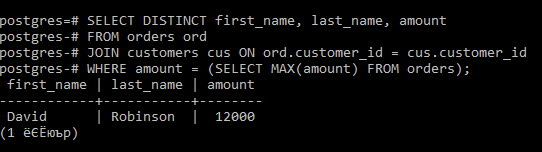 postgres=# SELECT DISTINCT first_name, last_name, amount
postgres-# FROM orders ord
postgres-# JOIN customers cus ON ord.customer_id = cus.customer_id
postgres-# WHERE amount = (SELECT MAX(amount) FROM orders);
 first_name | last_name | amount
------------+-----------+--------
 David      | Robinson  |  12000
(1 ёЄЁюър)